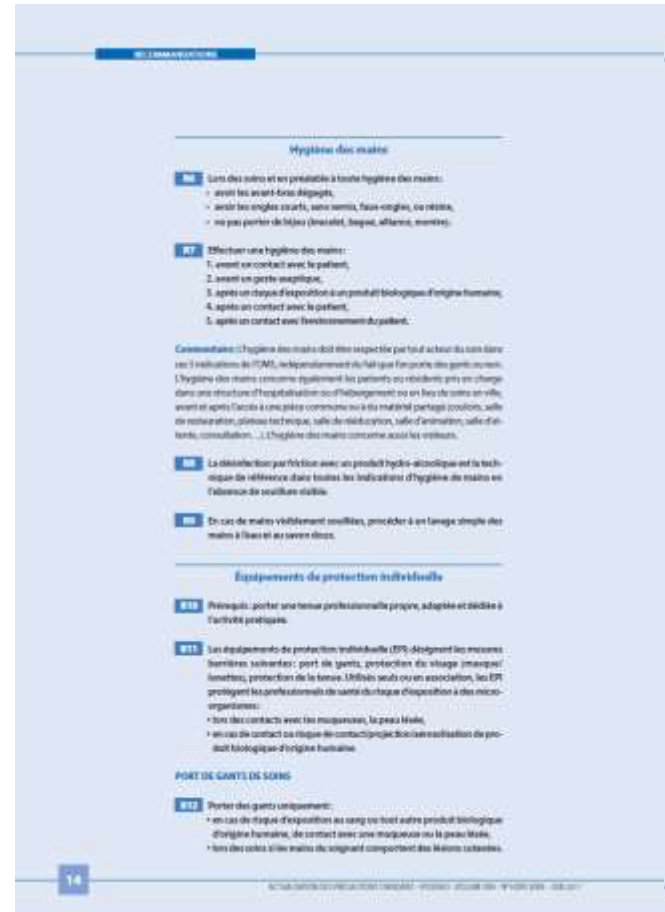 RECOMMANDATIONS
Hygiène des mains
R6 Lors des soins et en préalable à toute hygiène des mains :
- avoir les avant-bras dégagés,
- avoir les ongles courts, sans vernis, faux-ongles, ou résine,
- ne pas porter de bijou (bracelet, bague, alliance, montre).
R7 Effectuer une hygiène des mains :
1. avant un contact avec le patient,
2. avant un geste aseptique,
3. après un risque d'exposition à un produit biologique d'origine humaine,
4. après un contact avec le patient,
5. après un contact avec l'environnement du patient.
Commentaire : L'hygiène des mains doit être respectée par tout acteur du soin dans
ces 5 indications de l'OMS, indépendamment du fait que l'on porte des gants ou non.
L'hygiène des mains concerne également les patients ou résidents pris en charge
dans une structure d'hospitalisation ou d'hébergement ou en lieu de soins en ville,
avant et après l'accès à une pièce commune ou à du matériel partagé (couloirs, salle
de restauration, plateau technique, salle de rééducation, salle d'animation, salle d'at-
tente, consultation…). L'hygiène des mains concerne aussi les visiteurs.
R8 La désinfection par friction avec un produit hydro-alcoolique est la tech-
nique de référence dans toutes les indications d'hygiène de mains en
l'absence de souillure visible.
R9 En cas de mains visiblement souillées, procéder à un lavage simple des
mains à l'eau et au savon doux.
Équipements de protection individuelle
R10 Prérequis : porter une tenue professionnelle propre, adaptée et dédiée à
l'activité pratiquée.
R11 Les équipements de protection individuelle (EPI) désignent les mesures
barrières suivantes : port de gants, protection du visage (masque/
lunettes), protection de la tenue. Utilisés seuls ou en association, les EPI
protègent les professionnels de santé du risque d'exposition à des micro-
organismes :
• lors des contacts avec les muqueuses, la peau lésée,
• en cas de contact ou risque de contact/projection/aérosolisation de pro-
duit biologique d'origine humaine.
PORT DE GANTS DE SOINS
R12 Porter des gants uniquement :
• en cas de risque d'exposition au sang ou tout autre produit biologique
d'origine humaine, de contact avec une muqueuse ou la peau lésée,
• lors des soins si les mains du soignant comportent des lésions cutanées.
14